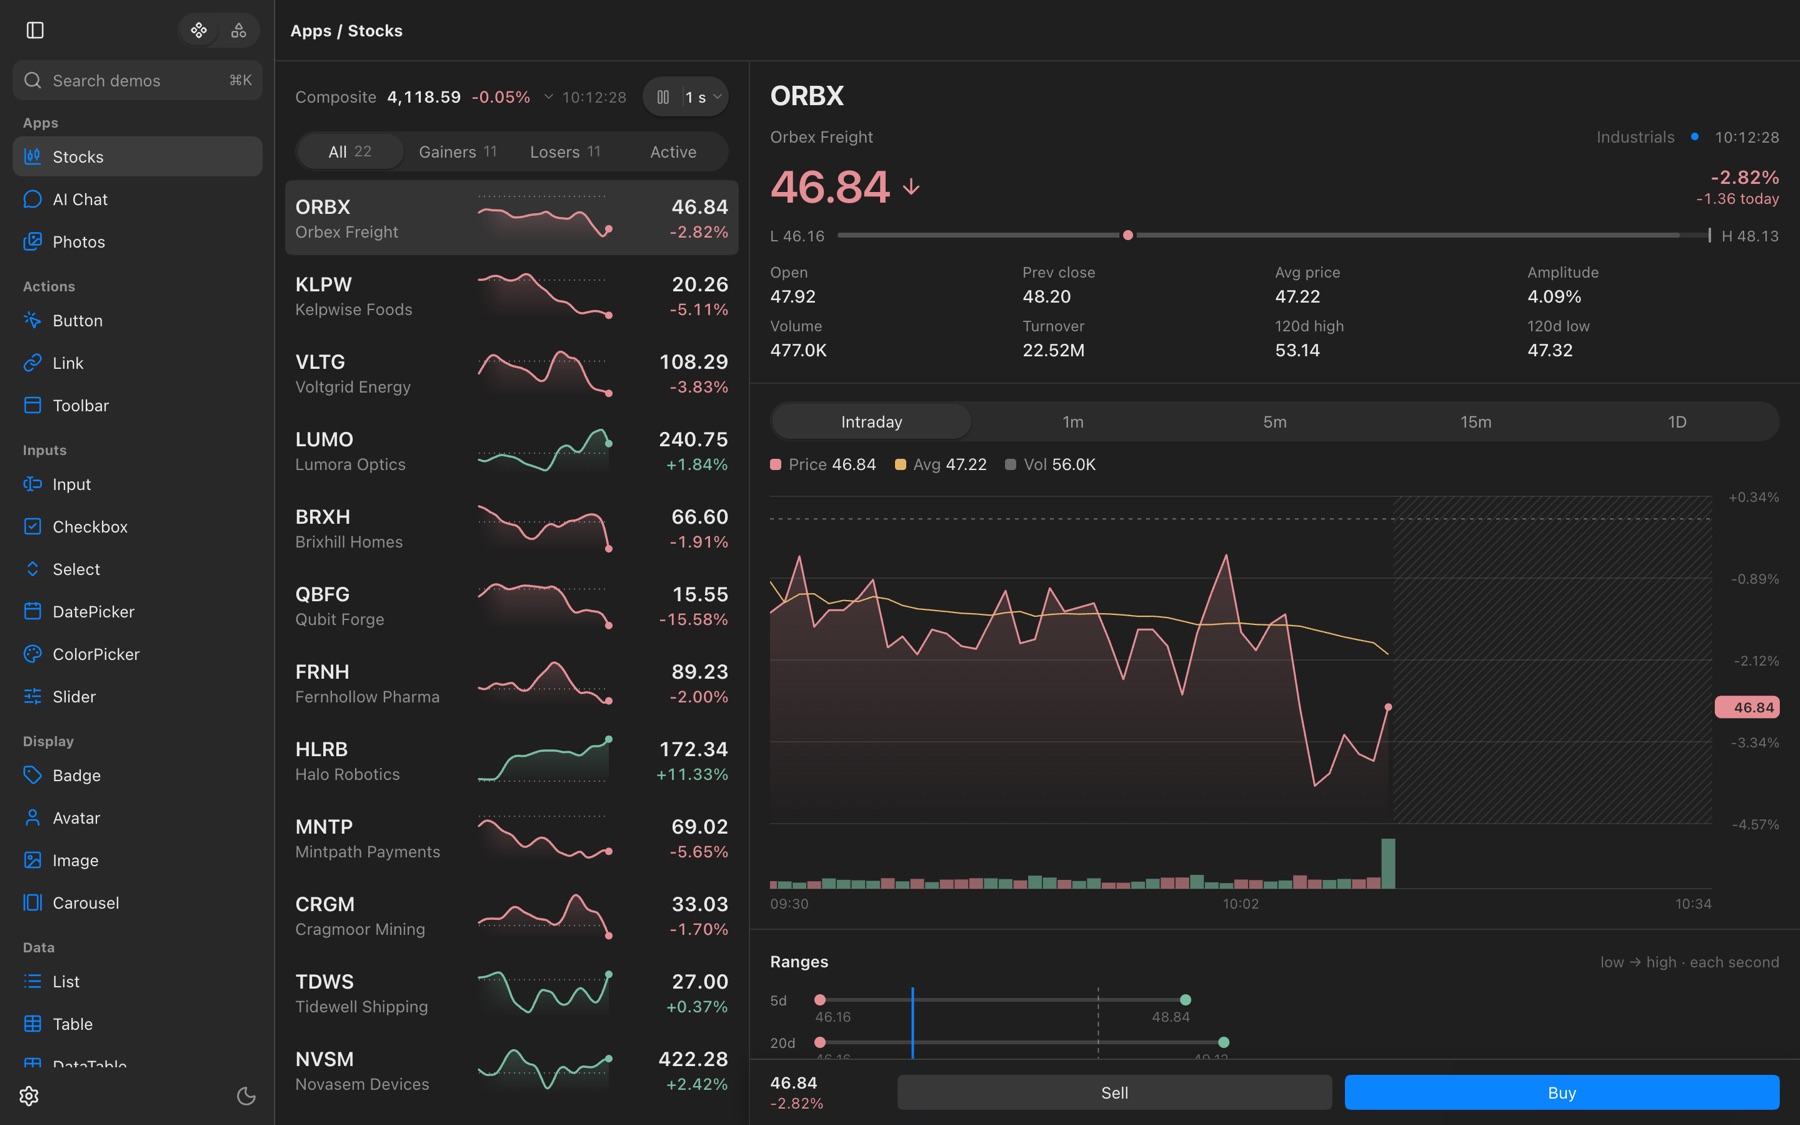 Apps / Stocks
Search demos ⌘K
Apps
Stocks
AI Chat
Photos
Actions
Button
Link
Toolbar
Inputs
Input
Checkbox
Select
DatePicker
ColorPicker
Slider
Display
Badge
Avatar
Image
Carousel
Data
List
Table
DataTable
Composite 4,118.59 -0.05% 10:12:28 1 s
All 22 Gainers 11 Losers 11 Active
ORBX 46.84
Orbex Freight -2.82%
KLPW 20.26
Kelpwise Foods -5.11%
VLTG 108.29
Voltgrid Energy -3.83%
LUMO 240.75
Lumora Optics +1.84%
BRXH 66.60
Brixhill Homes -1.91%
QBFG 15.55
Qubit Forge -15.58%
FRNH 89.23
Fernhollow Pharma -2.00%
HLRB 172.34
Halo Robotics +11.33%
MNTP 69.02
Mintpath Payments -5.65%
CRGM 33.03
Cragmoor Mining -1.70%
TDWS 27.00
Tidewell Shipping +0.37%
NVSM 422.28
Novasem Devices +2.42%
ORBX
Orbex Freight Industrials 10:12:28
46.84 ↓ -2.82%
-1.36 today
L 46.16 H 48.13
Open Prev close Avg price Amplitude
47.92 48.20 47.22 4.09%
Volume Turnover 120d high 120d low
477.0K 22.52M 53.14 47.32
Intraday 1m 5m 15m 1D
Price 46.84 Avg 47.22 Vol 56.0K
+0.34%
-0.89%
-2.12%
46.84
-3.34%
-4.57%
09:30 10:02 10:34
Ranges low → high · each second
5d
46.16 48.84
20d
46.16 49.12
46.84 Sell Buy
-2.82%